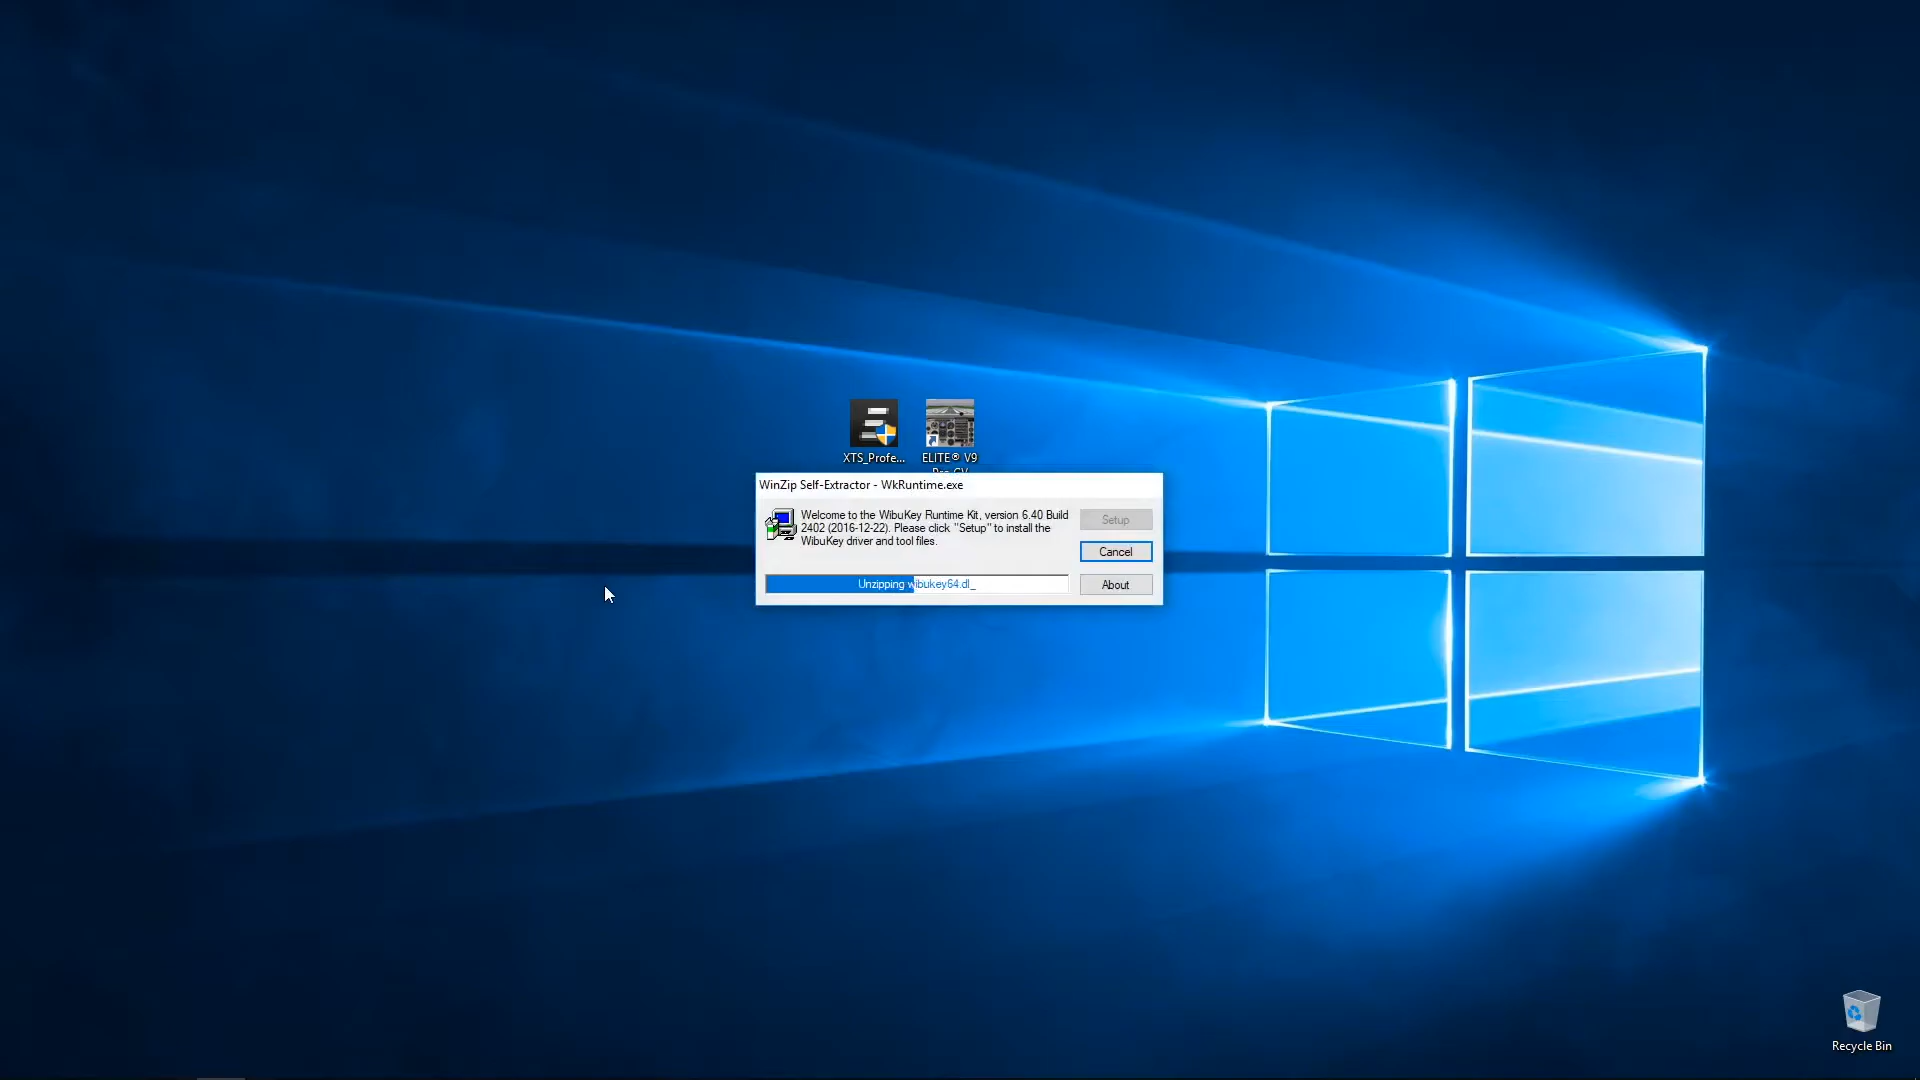 XTS_Profe...
ELITE® V9
Pro GV
WinZip Self-Extractor - WkRuntime.exe
Welcome to the WibuKey Runtime Kit, version 6.40 Build
2402 (2016-12-22). Please click "Setup" to install the
WibuKey driver and tool files.
Setup
Cancel
Unzipping wibukey64.dl_
About
Recycle Bin